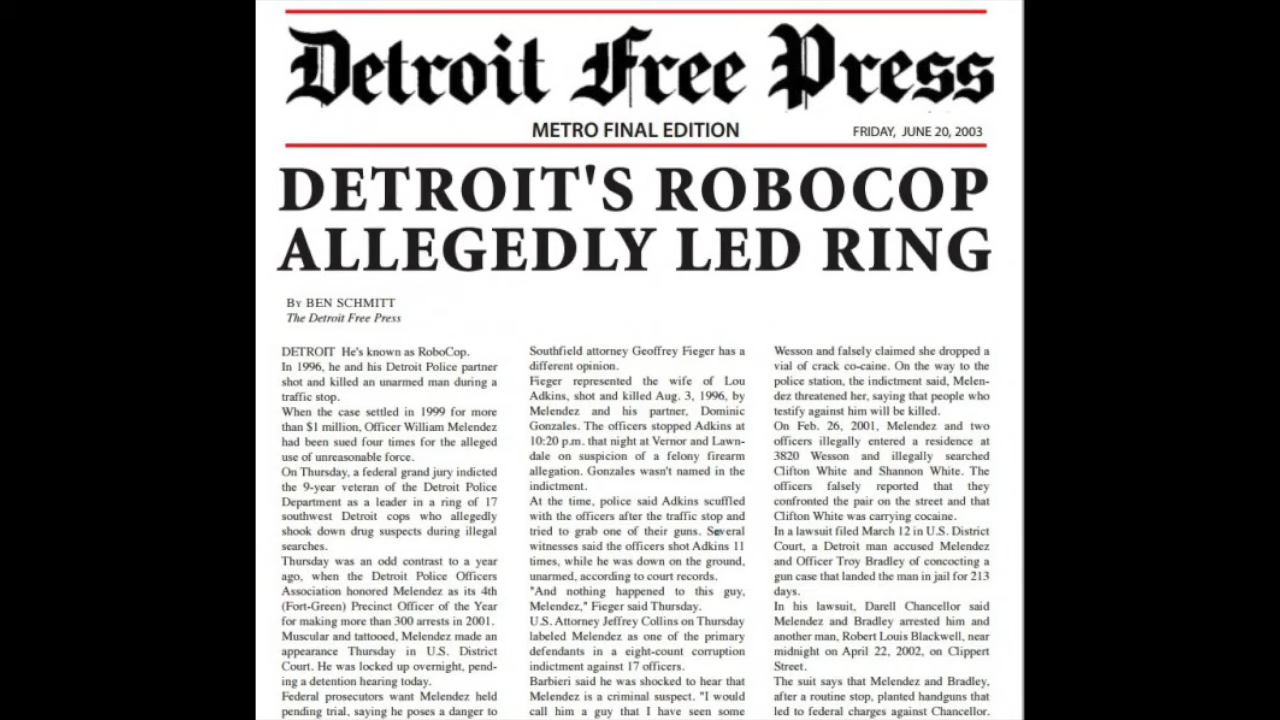 Detroit Free Press
METRO FINAL EDITION
FRIDAY, JUNE 20, 2003
DETROIT'S ROBOCOP
ALLEGEDLY LED RING
By BEN SCHMITT
The Detroit Free Press
DETROIT He's known as RoboCop.
In 1996, he and his Detroit Police partner
shot and killed an unarmed man during a
traffic stop.
When the case settled in 1999 for more
than $1 million, Officer William Melendez
had been sued four times for the alleged
use of unreasonable force.
On Thursday, a federal grand jury indicted
the 9-year veteran of the Detroit Police
Department as a leader in a ring of 17
southwest Detroit cops who allegedly
shook down drug suspects during illegal
searches.
Thursday was an odd contrast to a year
ago, when the Detroit Police Officers
Association honored Melendez as its 4th
(Fort-Green) Precinct Officer of the Year
for making more than 300 arrests in 2001.
Muscular and tattooed, Melendez made an
appearance Thursday in U.S. District
Court. He was locked up overnight, pend-
ing a detention hearing today.
Federal prosecutors want Melendez held
pending trial, saying he poses a danger to
Southfield attorney Geoffrey Fieger has a
different opinion.
Fieger represented the wife of Lou
Adkins, shot and killed Aug. 3, 1996, by
Melendez and his partner, Dominic
Gonzales. The officers stopped Adkins at
10:20 p.m. that night at Vernor and Lawn-
dale on suspicion of a felony firearm
allegation. Gonzales wasn't named in the
indictment.
At the time, police said Adkins scuffled
with the officers after the traffic stop and
tried to grab one of their guns. Several
witnesses said the officers shot Adkins 11
times, while he was down on the ground,
unarmed, according to court records.
"And nothing happened to this guy,
Melendez," Fieger said Thursday.
U.S. Attorney Jeffrey Collins on Thursday
labeled Melendez as one of the primary
defendants in a eight-count corruption
indictment against 17 officers.
Barbieri said he was shocked to hear that
Melendez is a criminal suspect. "I would
call him a guy that I have seen some
Wesson and falsely claimed she dropped a
vial of crack co-caine. On the way to the
police station, the indictment said, Melen-
dez threatened her, saying that people who
testify against him will be killed.
On Feb. 26, 2001, Melendez and two
officers illegally entered a residence at
3820 Wesson and illegally searched
Clifton White and Shannon White. The
officers falsely reported that they
confronted the pair on the street and that
Clifton White was carrying cocaine.
In a lawsuit filed March 12 in U.S. District
Court, a Detroit man accused Melendez
and Officer Troy Bradley of concocting a
gun case that landed the man in jail for 213
days.
In his lawsuit, Darell Chancellor said
Melendez and Bradley arrested him and
another man, Robert Louis Blackwell, near
midnight on April 22, 2002, on Clippert
Street.
The suit says that Melendez and Bradley,
after a routine stop, planted handguns that
led to federal charges against Chancellor.